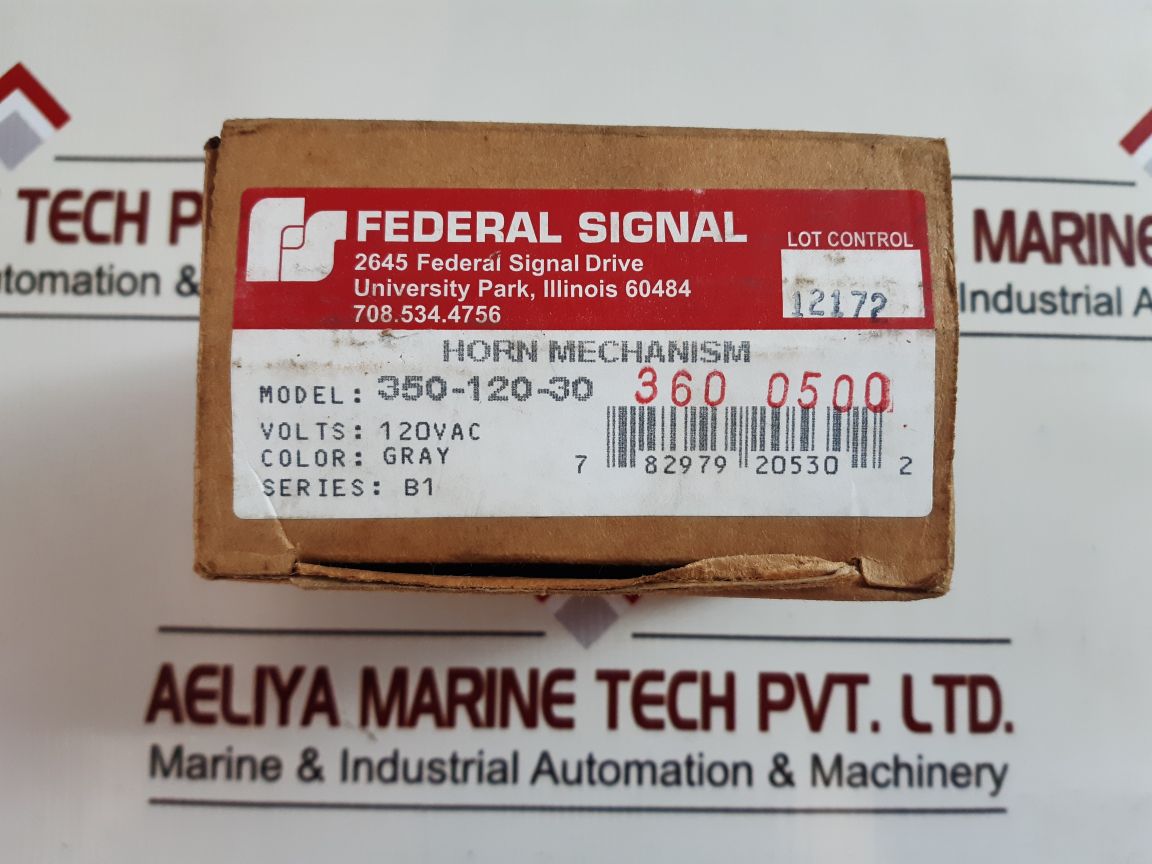 TECH P
utomation &
MARINE
Industrial A
FEDERAL SIGNAL
2645 Federal Signal Drive
University Park, Illinois 60484
708.534.4756
LOT CONTROL
12172
HORN MECHANISM
MODEL: 350-120-30
360 0500
VOLTS: 120VAC
COLOR: GRAY
SERIES: B1
7 82979 20530 2
AELIYA MARINE TECH PVT. LTD.
Marine & Industrial Automation & Machinery